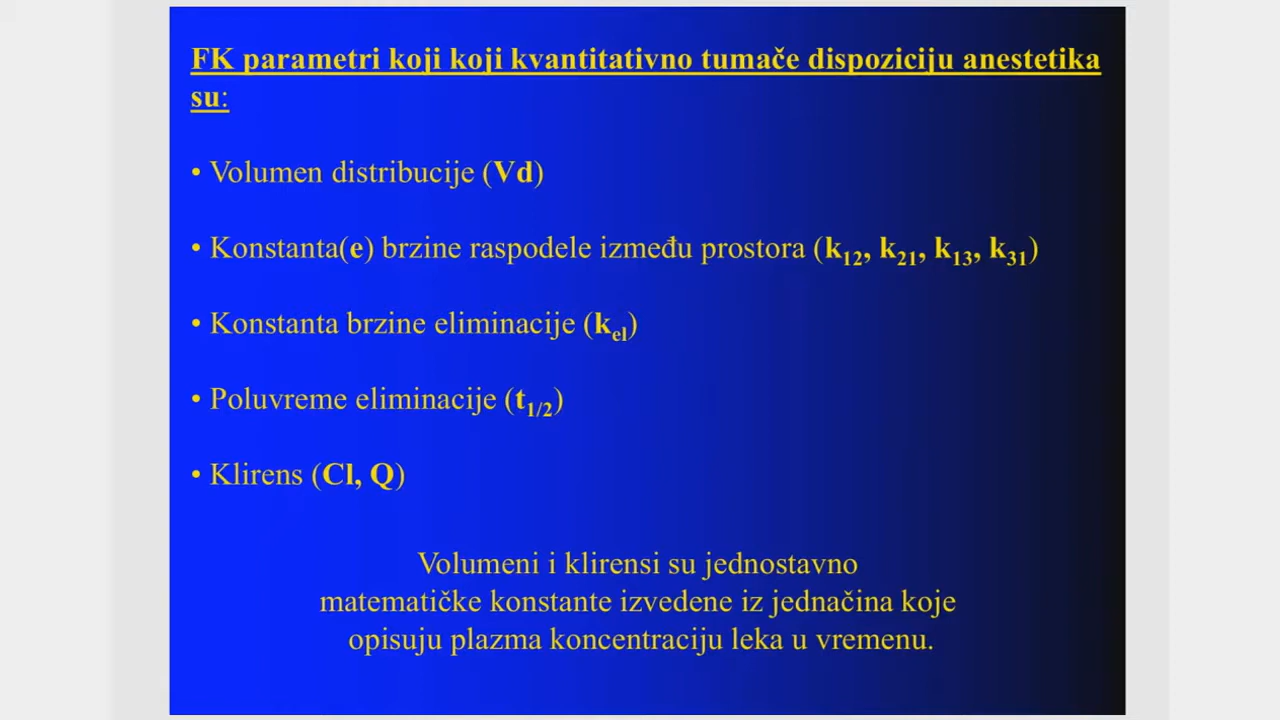 FK parametri koji koji kvantitativno tumače dispoziciju anestetika
su:
• Volumen distribucije (Vd)
• Konstanta(e) brzine raspodele između prostora (k12, k21, k13, k31)
• Konstanta brzine eliminacije (kel)
• Poluvreme eliminacije (t1/2)
• Klirens (Cl, Q)
Volumeni i klirensi su jednostavno
matematičke konstante izvedene iz jednačina koje
opisuju plazma koncentraciju leka u vremenu.